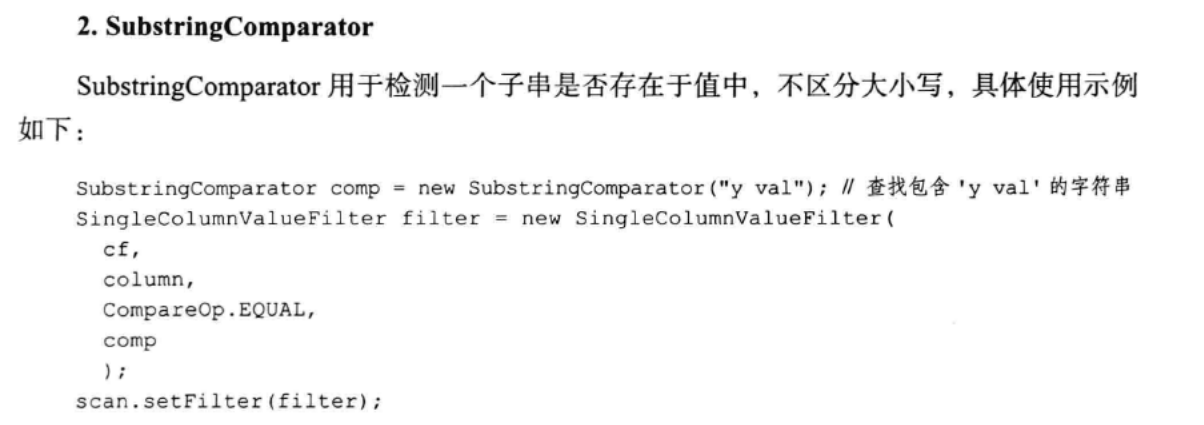 2. SubstringComparator
SubstringComparator 用于检测一个子串是否存在于值中，不区分大小写，具体使用示例
如下：
SubstringComparator comp = new SubstringComparator("y val"); // 查找包含 'y val' 的字符串
SingleColumnValueFilter filter = new SingleColumnValueFilter(
cf,
column,
CompareOp.EQUAL,
comp
);
scan.setFilter(filter);